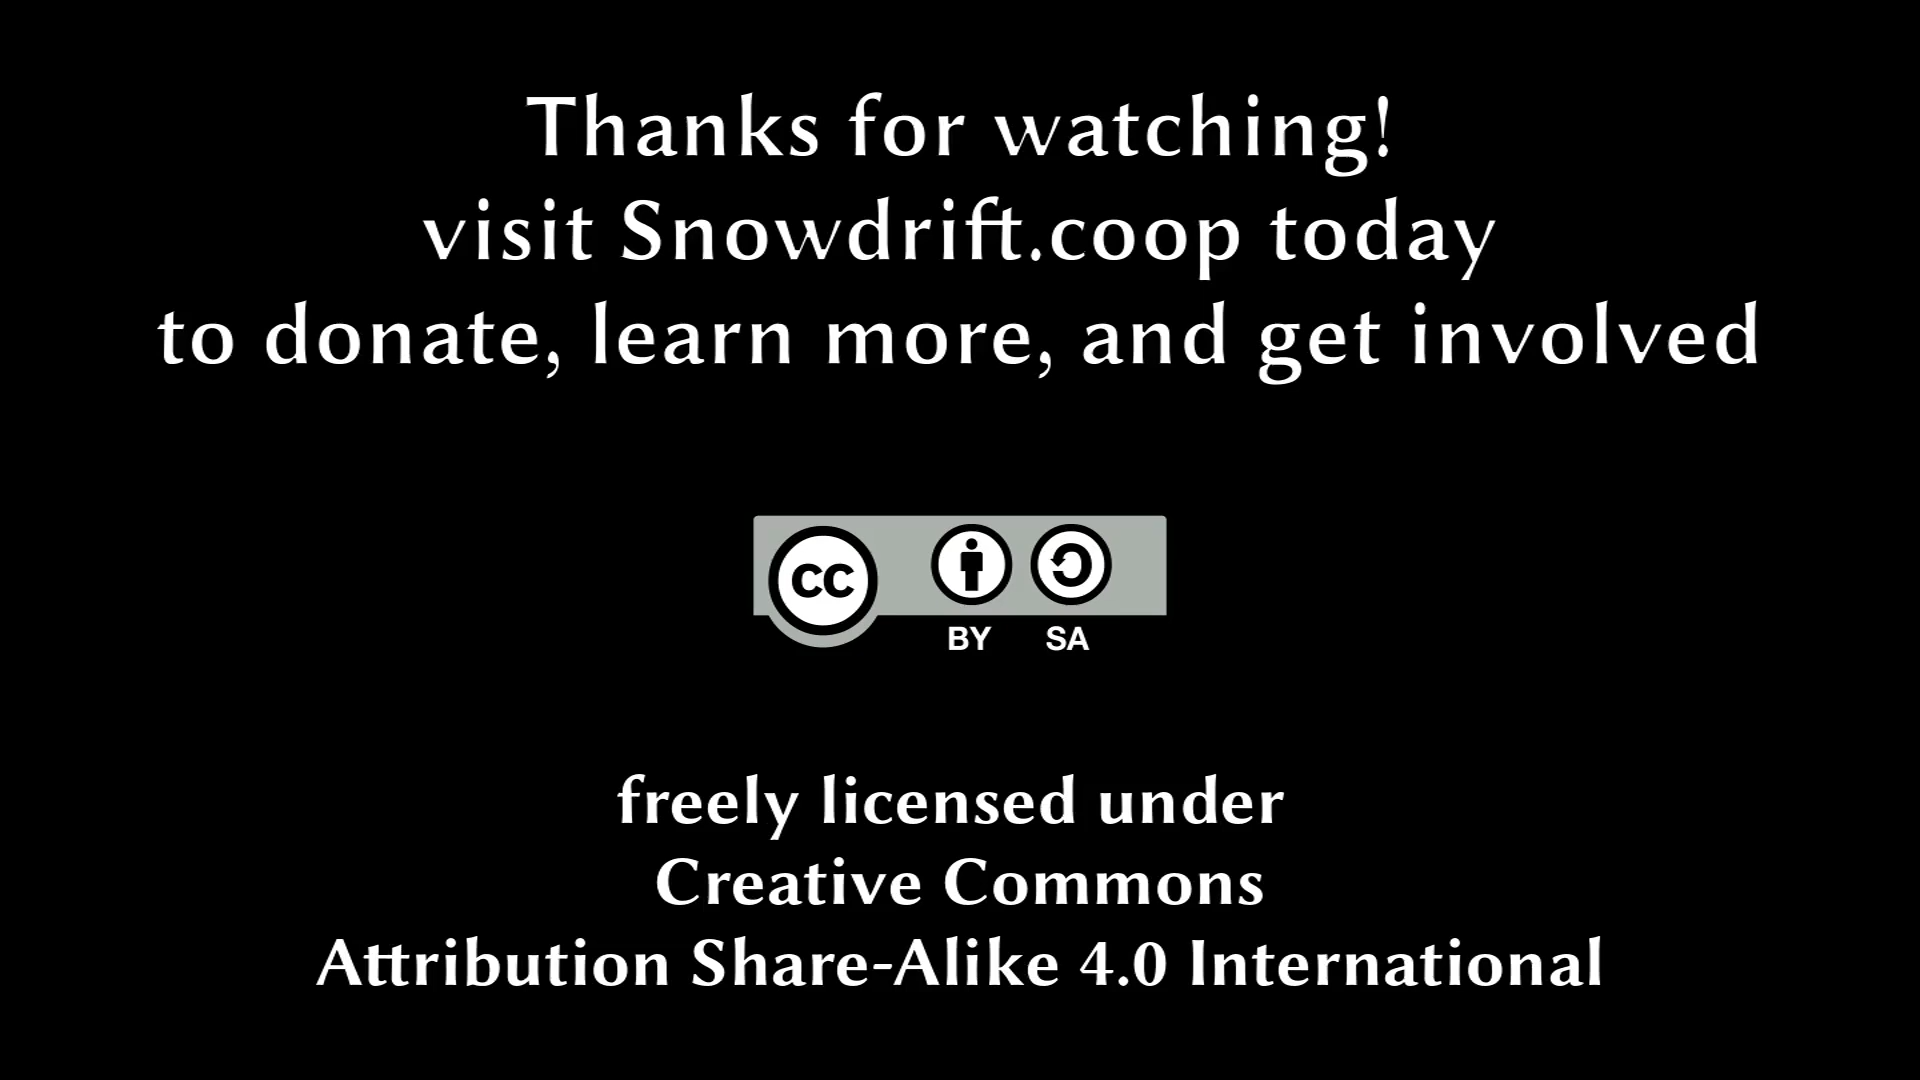 Thanks for watching!
visit Snowdrift.coop today
to donate, learn more, and get involved
cc
BY SA
freely licensed under
Creative Commons
Attribution Share-Alike 4.0 International